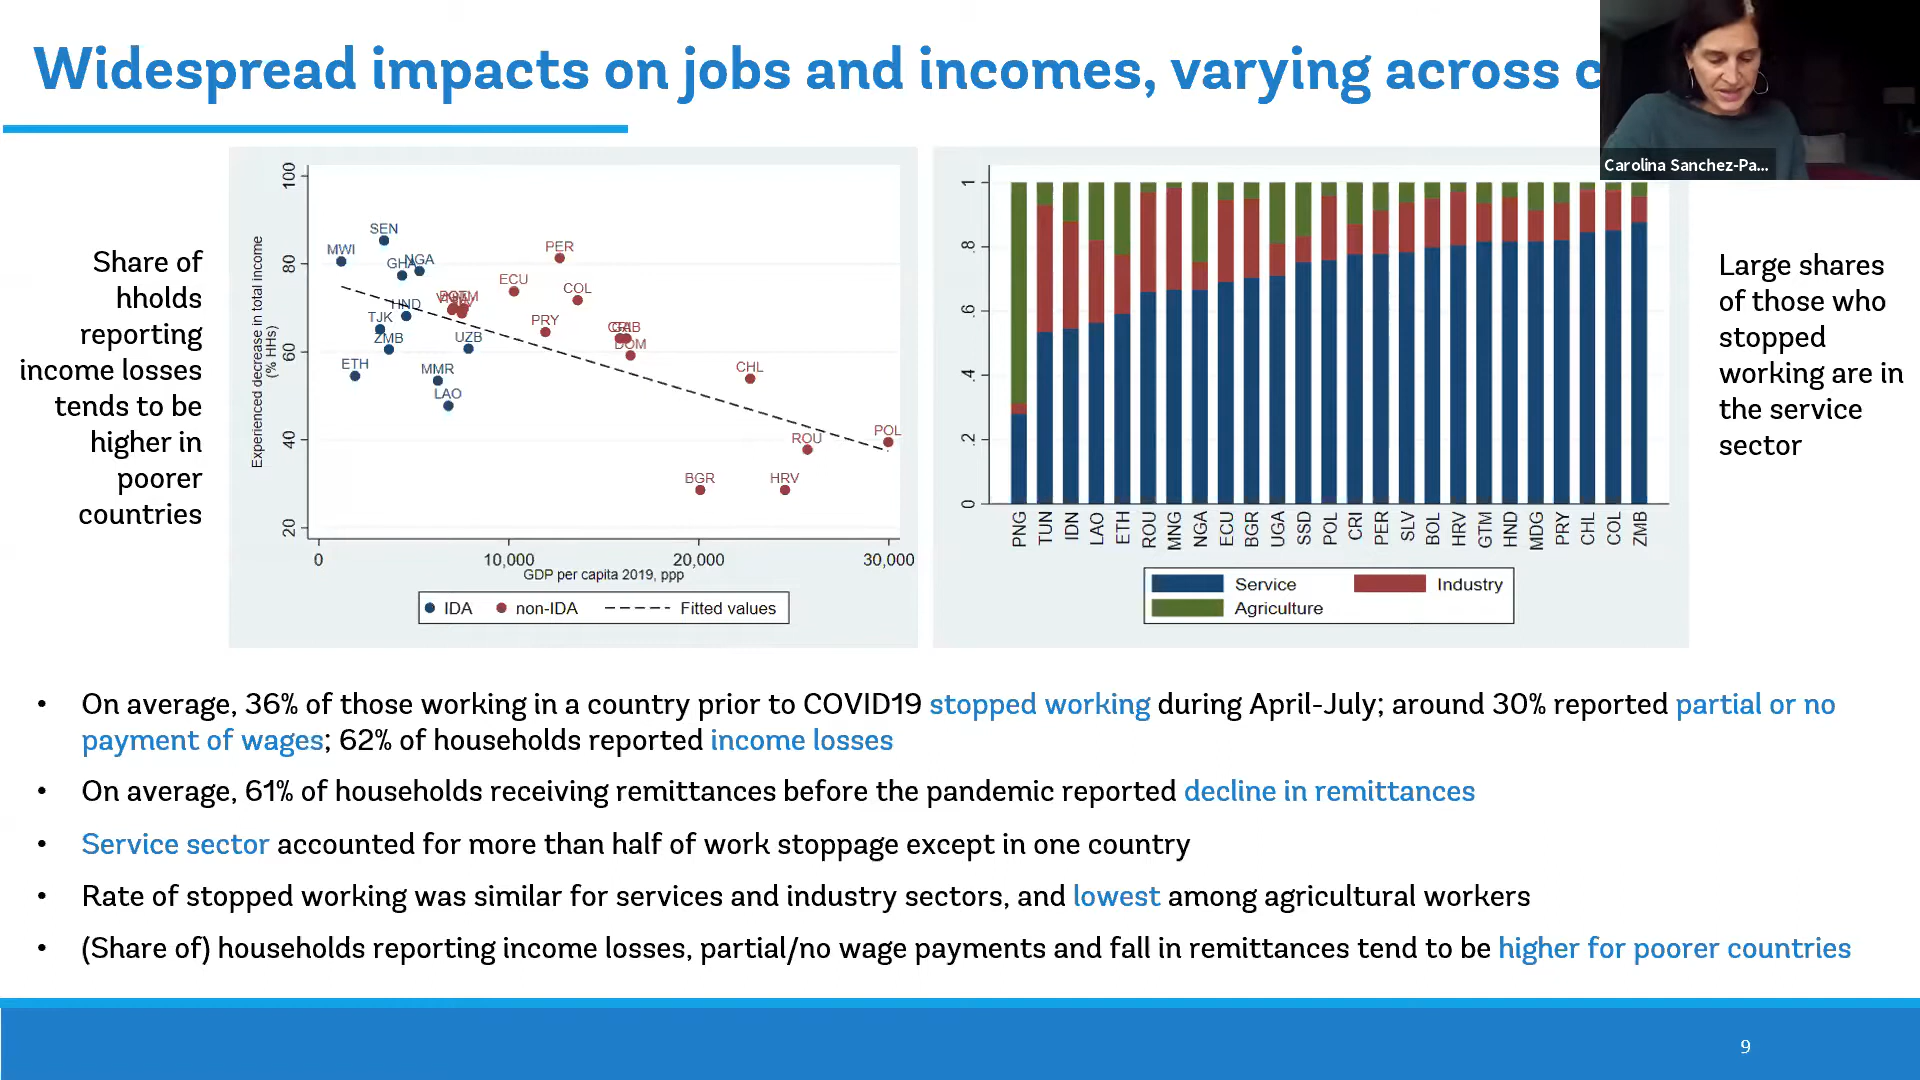 Widespread impacts on jobs and incomes, varying across c
Carolina Sanchez-Pa...
Share of
hholds
reporting
income losses
tends to be
higher in
poorer
countries
Experienced decrease in total income
(% HHs)
100
80
60
40
20
SEN
MWI
GHA
NGA
PER
ECU
COL
HND
PRY
TJK
ZMB
UZB
GAB
DOM
ETH
MMR
CHL
LAO
ROU
POL
BGR
HRV
0 10,000 20,000 30,000
GDP per capita 2019, ppp
IDA non-IDA Fitted values
1
.8
.6
.4
.2
0
PNG TUN IDN LAO ETH ROU MNG NGA ECU BGR UGA SSD POL CRI PER SLV BOL HRV GTM HND MDG PRY CHL COL ZMB
Service Industry
Agriculture
Large shares
of those who
stopped
working are in
the service
sector
• On average, 36% of those working in a country prior to COVID19 stopped working during April-July; around 30% reported partial or no
payment of wages; 62% of households reported income losses
• On average, 61% of households receiving remittances before the pandemic reported decline in remittances
• Service sector accounted for more than half of work stoppage except in one country
• Rate of stopped working was similar for services and industry sectors, and lowest among agricultural workers
• (Share of) households reporting income losses, partial/no wage payments and fall in remittances tend to be higher for poorer countries
9